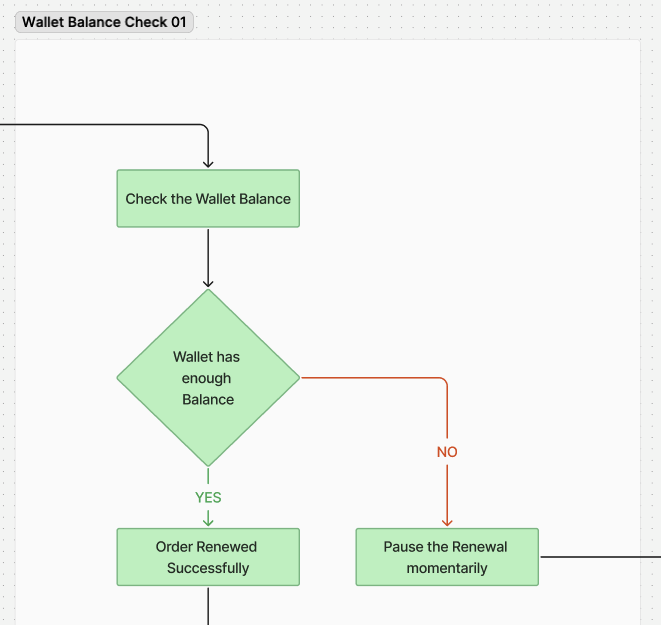 Wallet Balance Check 01
Check the Wallet Balance
Wallet has
enough
Balance
NO
YES
Order Renewed
Successfully
Pause the Renewal
momentarily